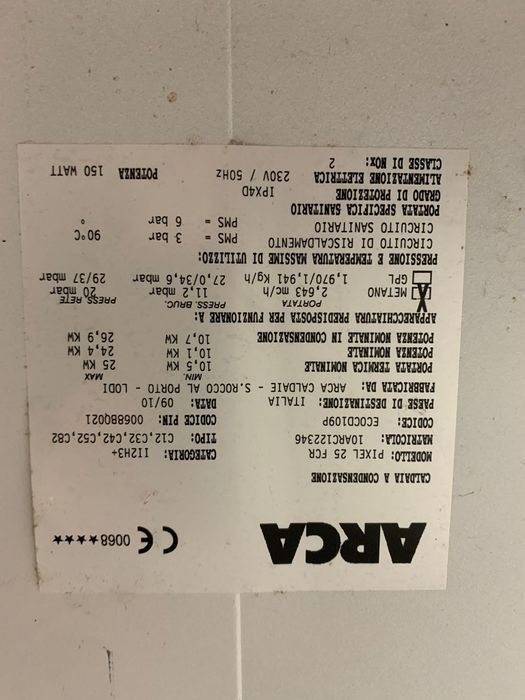 ARCA
CE 0068 ★★★★
CALDAIA A CONDENSAZIONE
MODELLO: PIXEL 25 FCR CATEGORIA: II2H3+
MATRICOLA: 10ARC122346 TIPO: C12,C32,C42,C52,C82
CODICE: ECOCD109P CODICE PIN: 0068BQ021
PAESE DI DESTINAZIONE: ITALIA DATA: 09/10
FABBRICATA DA: ARCA CALDAIE - S.ROCCO AL PORTO - LODI
MIN. MAX
PORTATA TERMICA NOMINALE 10,5 KW 25 KW
POTENZA NOMINALE 10,1 KW 24,4 KW
POTENZA NOMINALE IN CONDENSAZIONE 10,7 KW 26,9 KW
APPARECCHIATURA PREDISPOSTA PER FUNZIONARE A:
PORTATA PRESS. BRUC. PRESS. RETE
METANO X 2,643 mc/h 11,2 mbar 20 mbar
GPL 1,970/1,941 Kg/h 27,0/34,6 mbar 29/37 mbar
PRESSIONE E TEMPERATURA MASSIME DI UTILIZZO:
CIRCUITO DI RISCALDAMENTO PMS = 3 bar 90°C
CIRCUITO SANITARIO PMS = 6 bar °
PORTATA SPECIFICA SANITARIO
GRADO DI PROTEZIONE IPX4D
ALIMENTAZIONE ELETTRICA 230V / 50Hz POTENZA 150 WATT
CLASSE DI NOx: 2